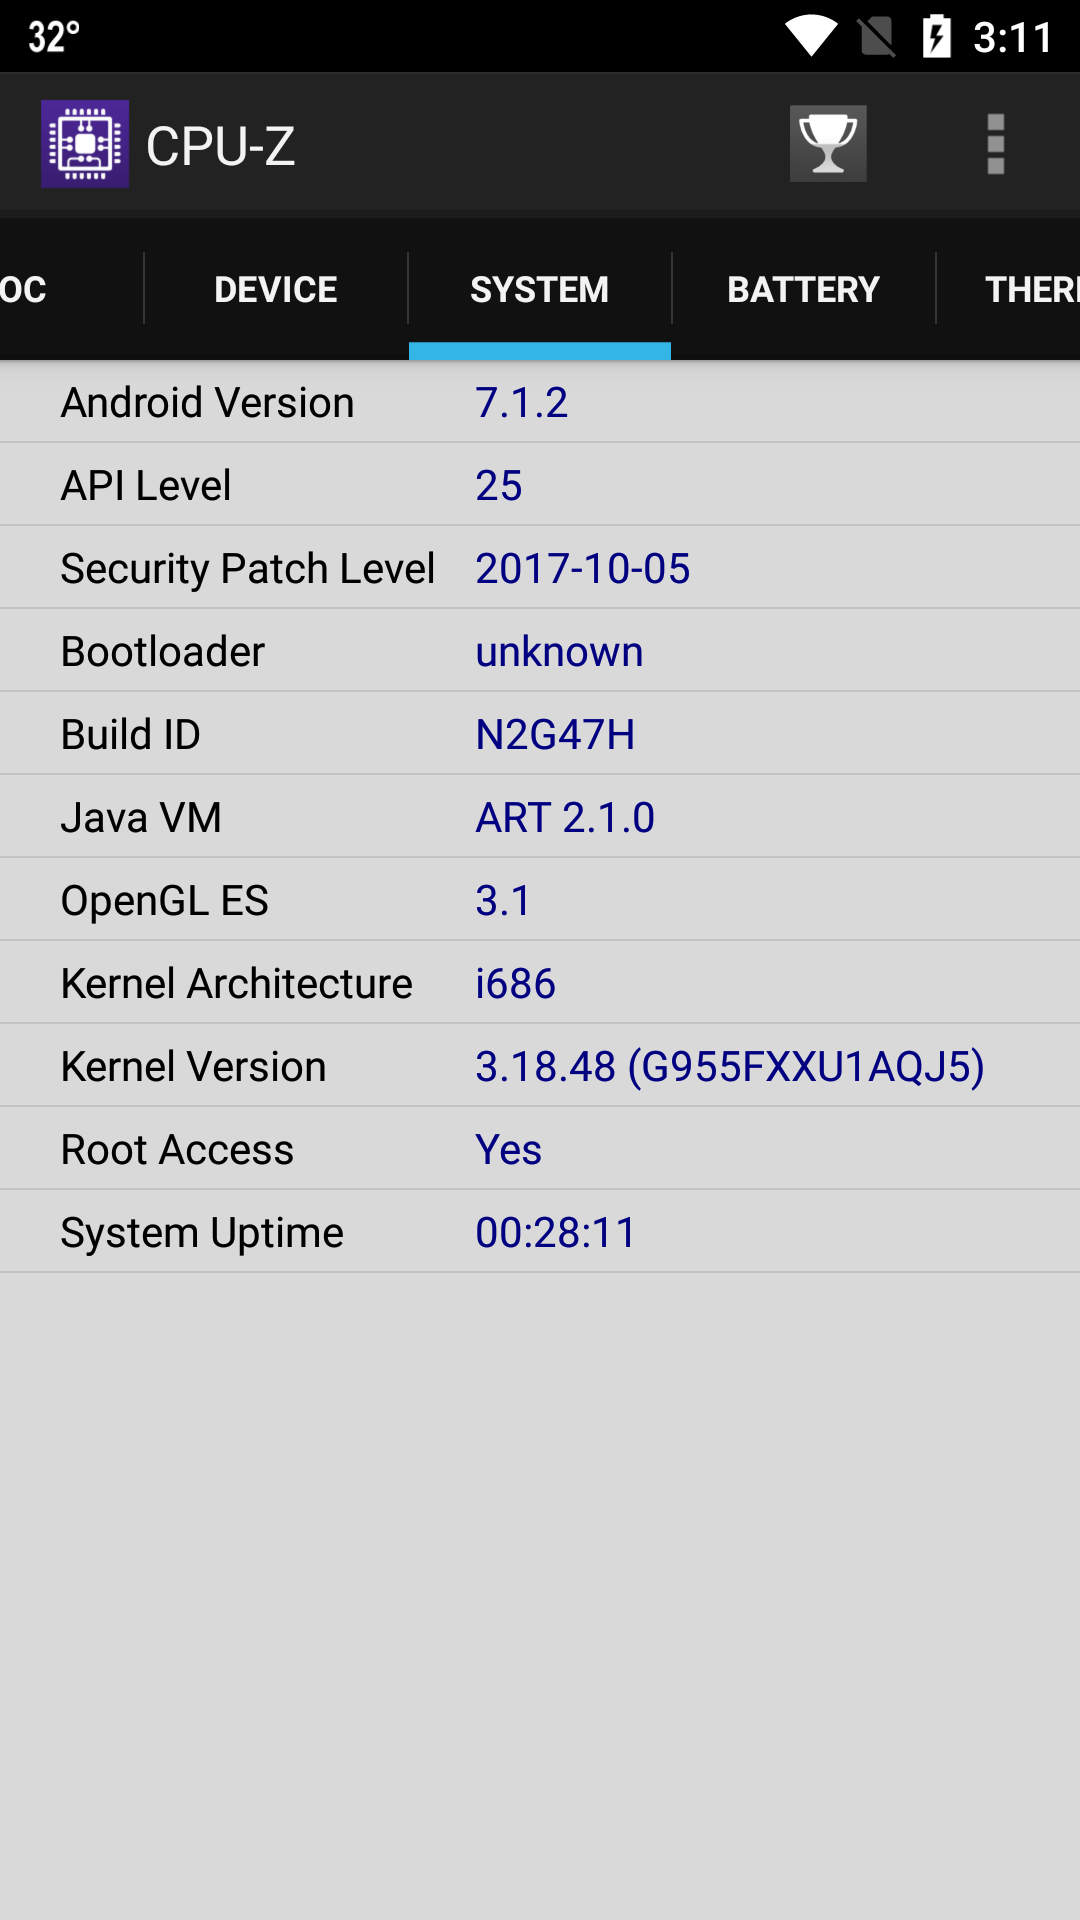 32° 3:11
CPU-Z
OC DEVICE SYSTEM BATTERY THER
Android Version 7.1.2
API Level 25
Security Patch Level 2017-10-05
Bootloader unknown
Build ID N2G47H
Java VM ART 2.1.0
OpenGL ES 3.1
Kernel Architecture i686
Kernel Version 3.18.48 (G955FXXU1AQJ5)
Root Access Yes
System Uptime 00:28:11